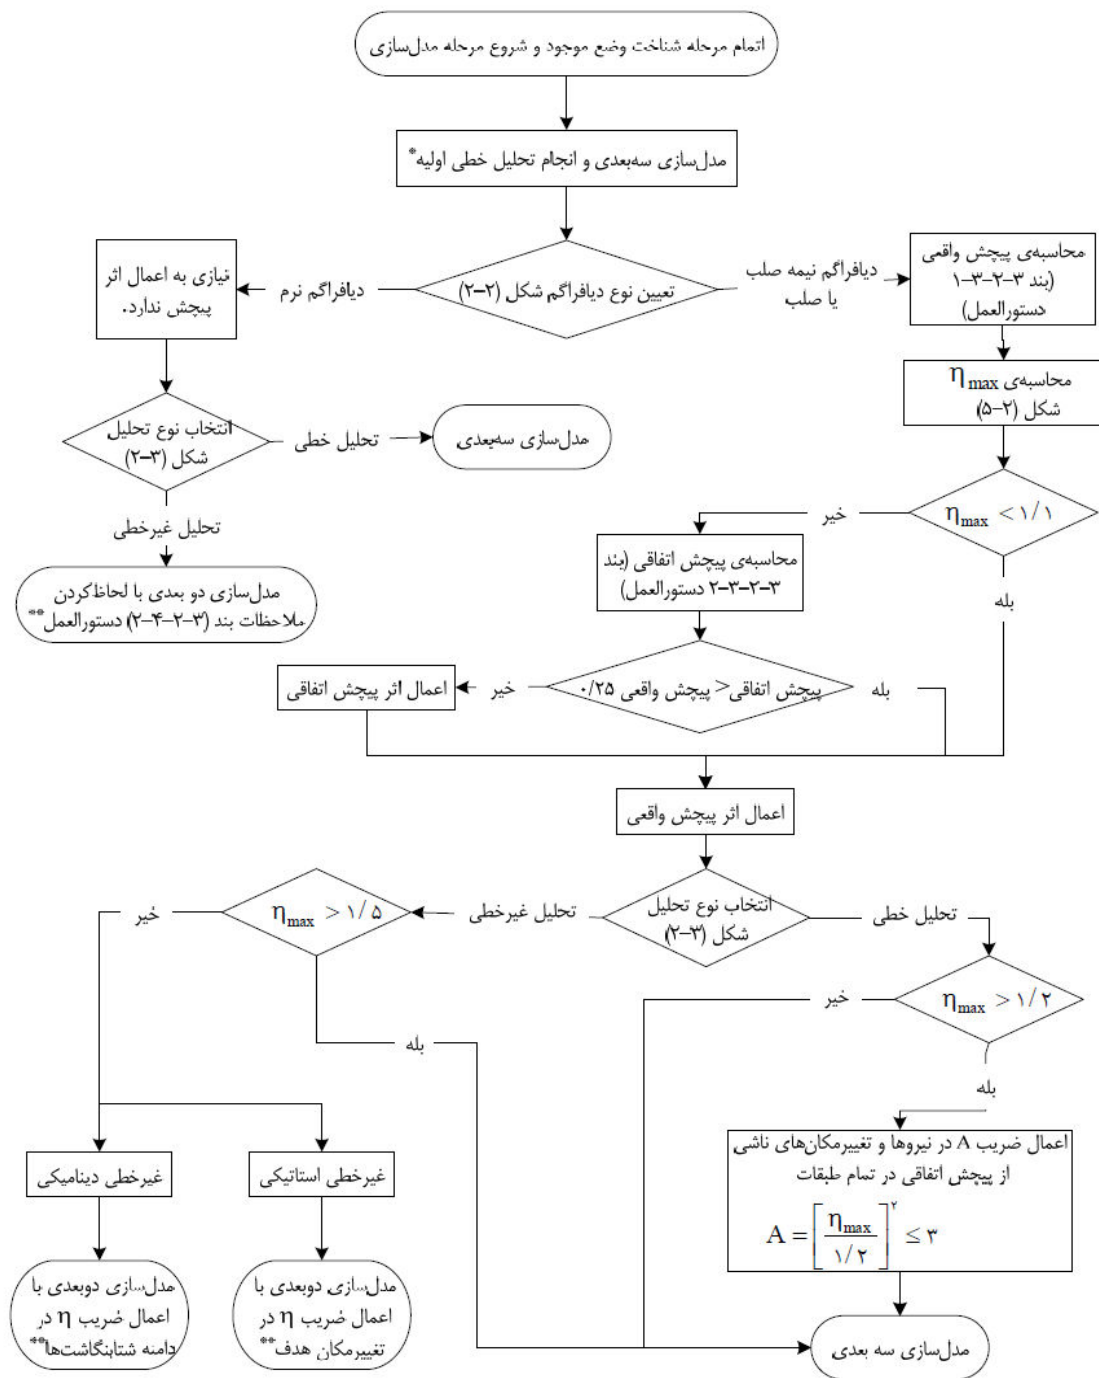 اتمام مرحله شناخت وضع موجود و شروع مرحله مدل‌سازی
مدل‌سازی سه‌بعدی و انجام تحلیل خطی اولیه*
تعیین نوع دیافراگم شکل (۲-۲)
دیافراگم نیمه صلب
یا صلب
محاسبه‌ی پیچش واقعی
(بند ۳-۲-۳-۱
دستورالعمل)
دیافراگم نرم
نیازی به اعمال اثر
پیچش ندارد.
محاسبه‌ی η max
شکل (۲-۵)
انتخاب نوع تحلیل
شکل (۳-۲)
تحلیل خطی
مدل‌سازی سه‌بعدی
η max < ۱/۱
خیر
بله
تحلیل غیرخطی
محاسبه‌ی پیچش اتفاقی (بند
۳-۲-۳-۲ دستورالعمل)
مدل‌سازی دو بعدی با لحاظ‌کردن
ملاحظات بند (۳-۲-۴-۲) دستورالعمل**
پیچش اتفاقی < پیچش واقعی ۰/۲۵
بله
خیر
اعمال اثر پیچش اتفاقی
اعمال اثر پیچش واقعی
انتخاب نوع تحلیل
شکل (۳-۲)
تحلیل خطی
تحلیل غیرخطی
η max > ۱/۵
خیر
بله
η max > ۱/۲
خیر
بله
اعمال ضریب A در نیروها و تغییرمکان‌های ناشی
از پیچش اتفاقی در تمام طبقات
A = [η max / ۱/۲]^۲ ≤ ۳
غیرخطی استاتیکی
غیرخطی دینامیکی
مدل‌سازی سه بعدی
مدل‌سازی دوبعدی با
اعمال ضریب η در
تغییرمکان هدف**
مدل‌سازی دوبعدی با
اعمال ضریب η در
دامنه شتابنگاشت‌ها**